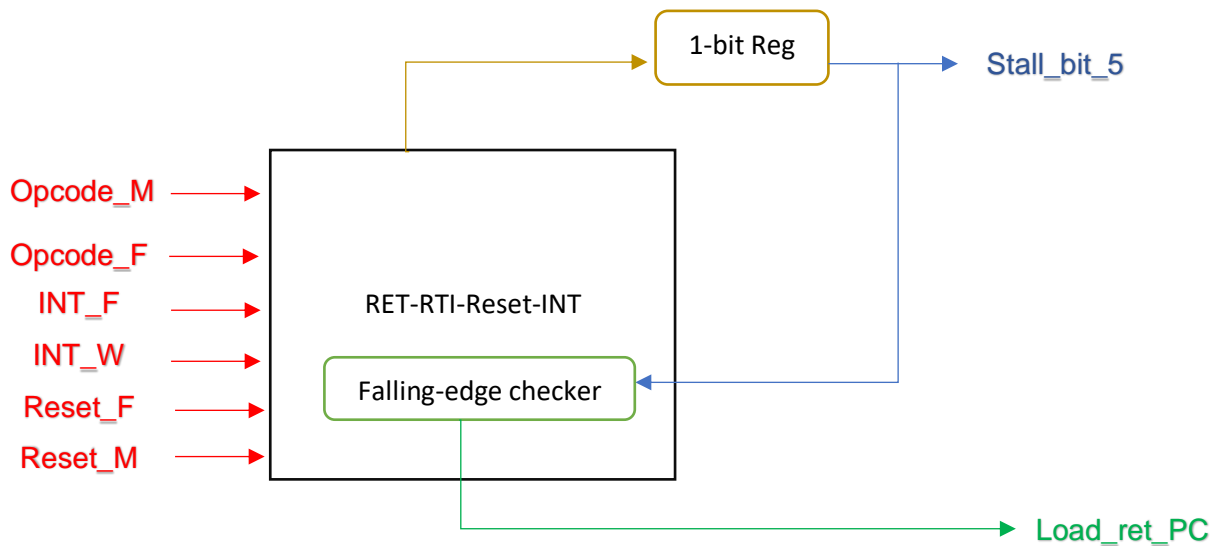 1-bit Reg
Stall_bit_5
Opcode_M
Opcode_F
INT_F
RET-RTI-Reset-INT
INT_W
Falling-edge checker
Reset_F
Reset_M
Load_ret_PC